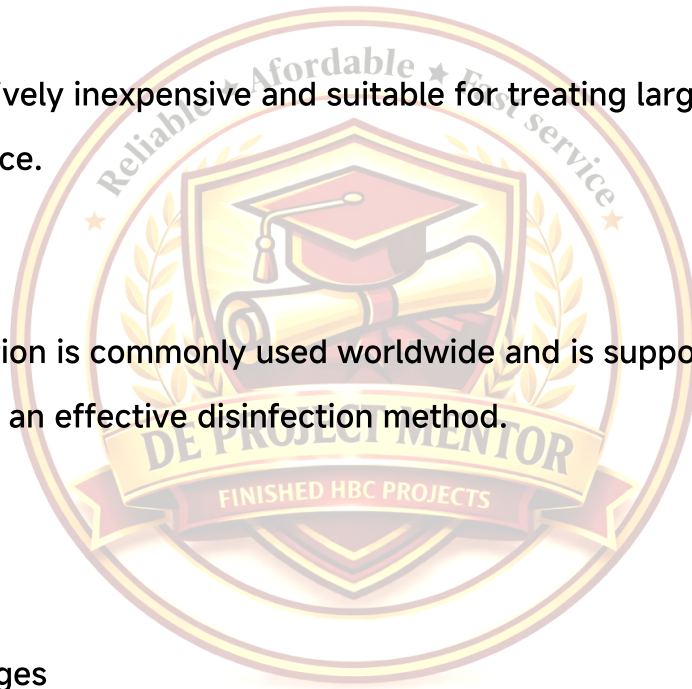 Reliable ★ Afordable ★ Fast service
ively inexpensive and suitable for treating larg
ce.
ion is commonly used worldwide and is suppo
an effective disinfection method.
DE PROJECT MENTOR
FINISHED HBC PROJECTS
ges